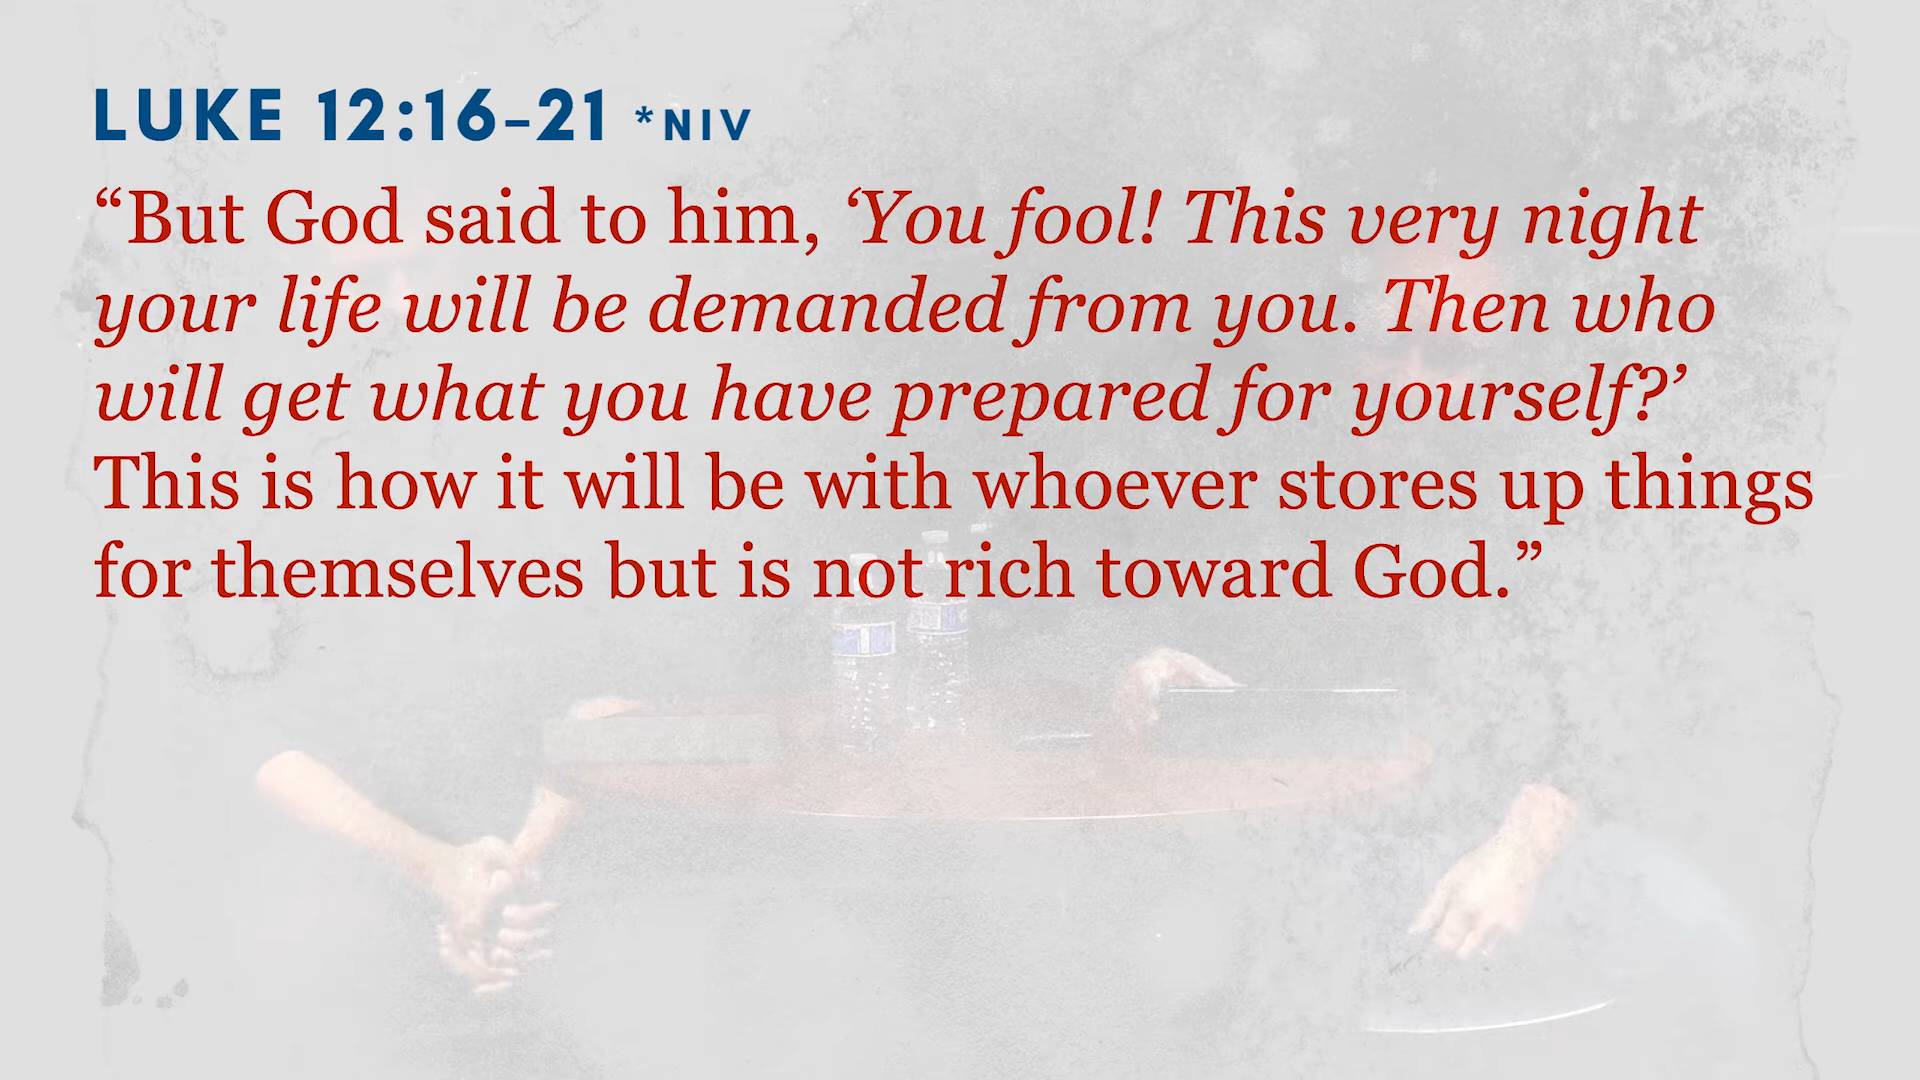 LUKE 12:16-21 *NIV
“But God said to him, ‘You fool! This very night
your life will be demanded from you. Then who
will get what you have prepared for yourself?’
This is how it will be with whoever stores up things
for themselves but is not rich toward God.”